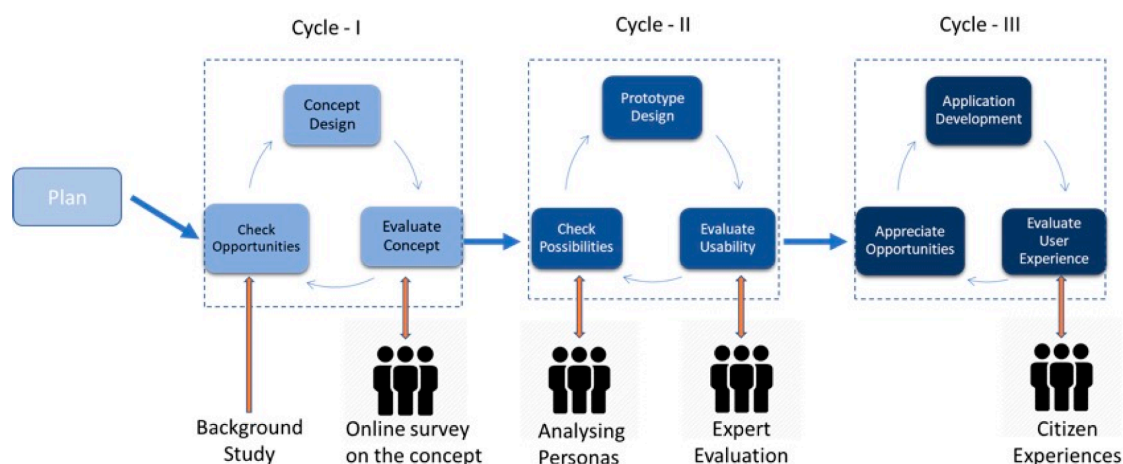 Cycle - I
Cycle - II
Cycle - III
Concept
Design
Prototype
Design
Application
Development
Plan
Check
Opportunities
Evaluate
Concept
Check
Possibilities
Evaluate
Usability
Appreciate
Opportunities
Evaluate
User
Experience
Background
Study
Online survey
on the concept
Analysing
Personas
Expert
Evaluation
Citizen
Experiences